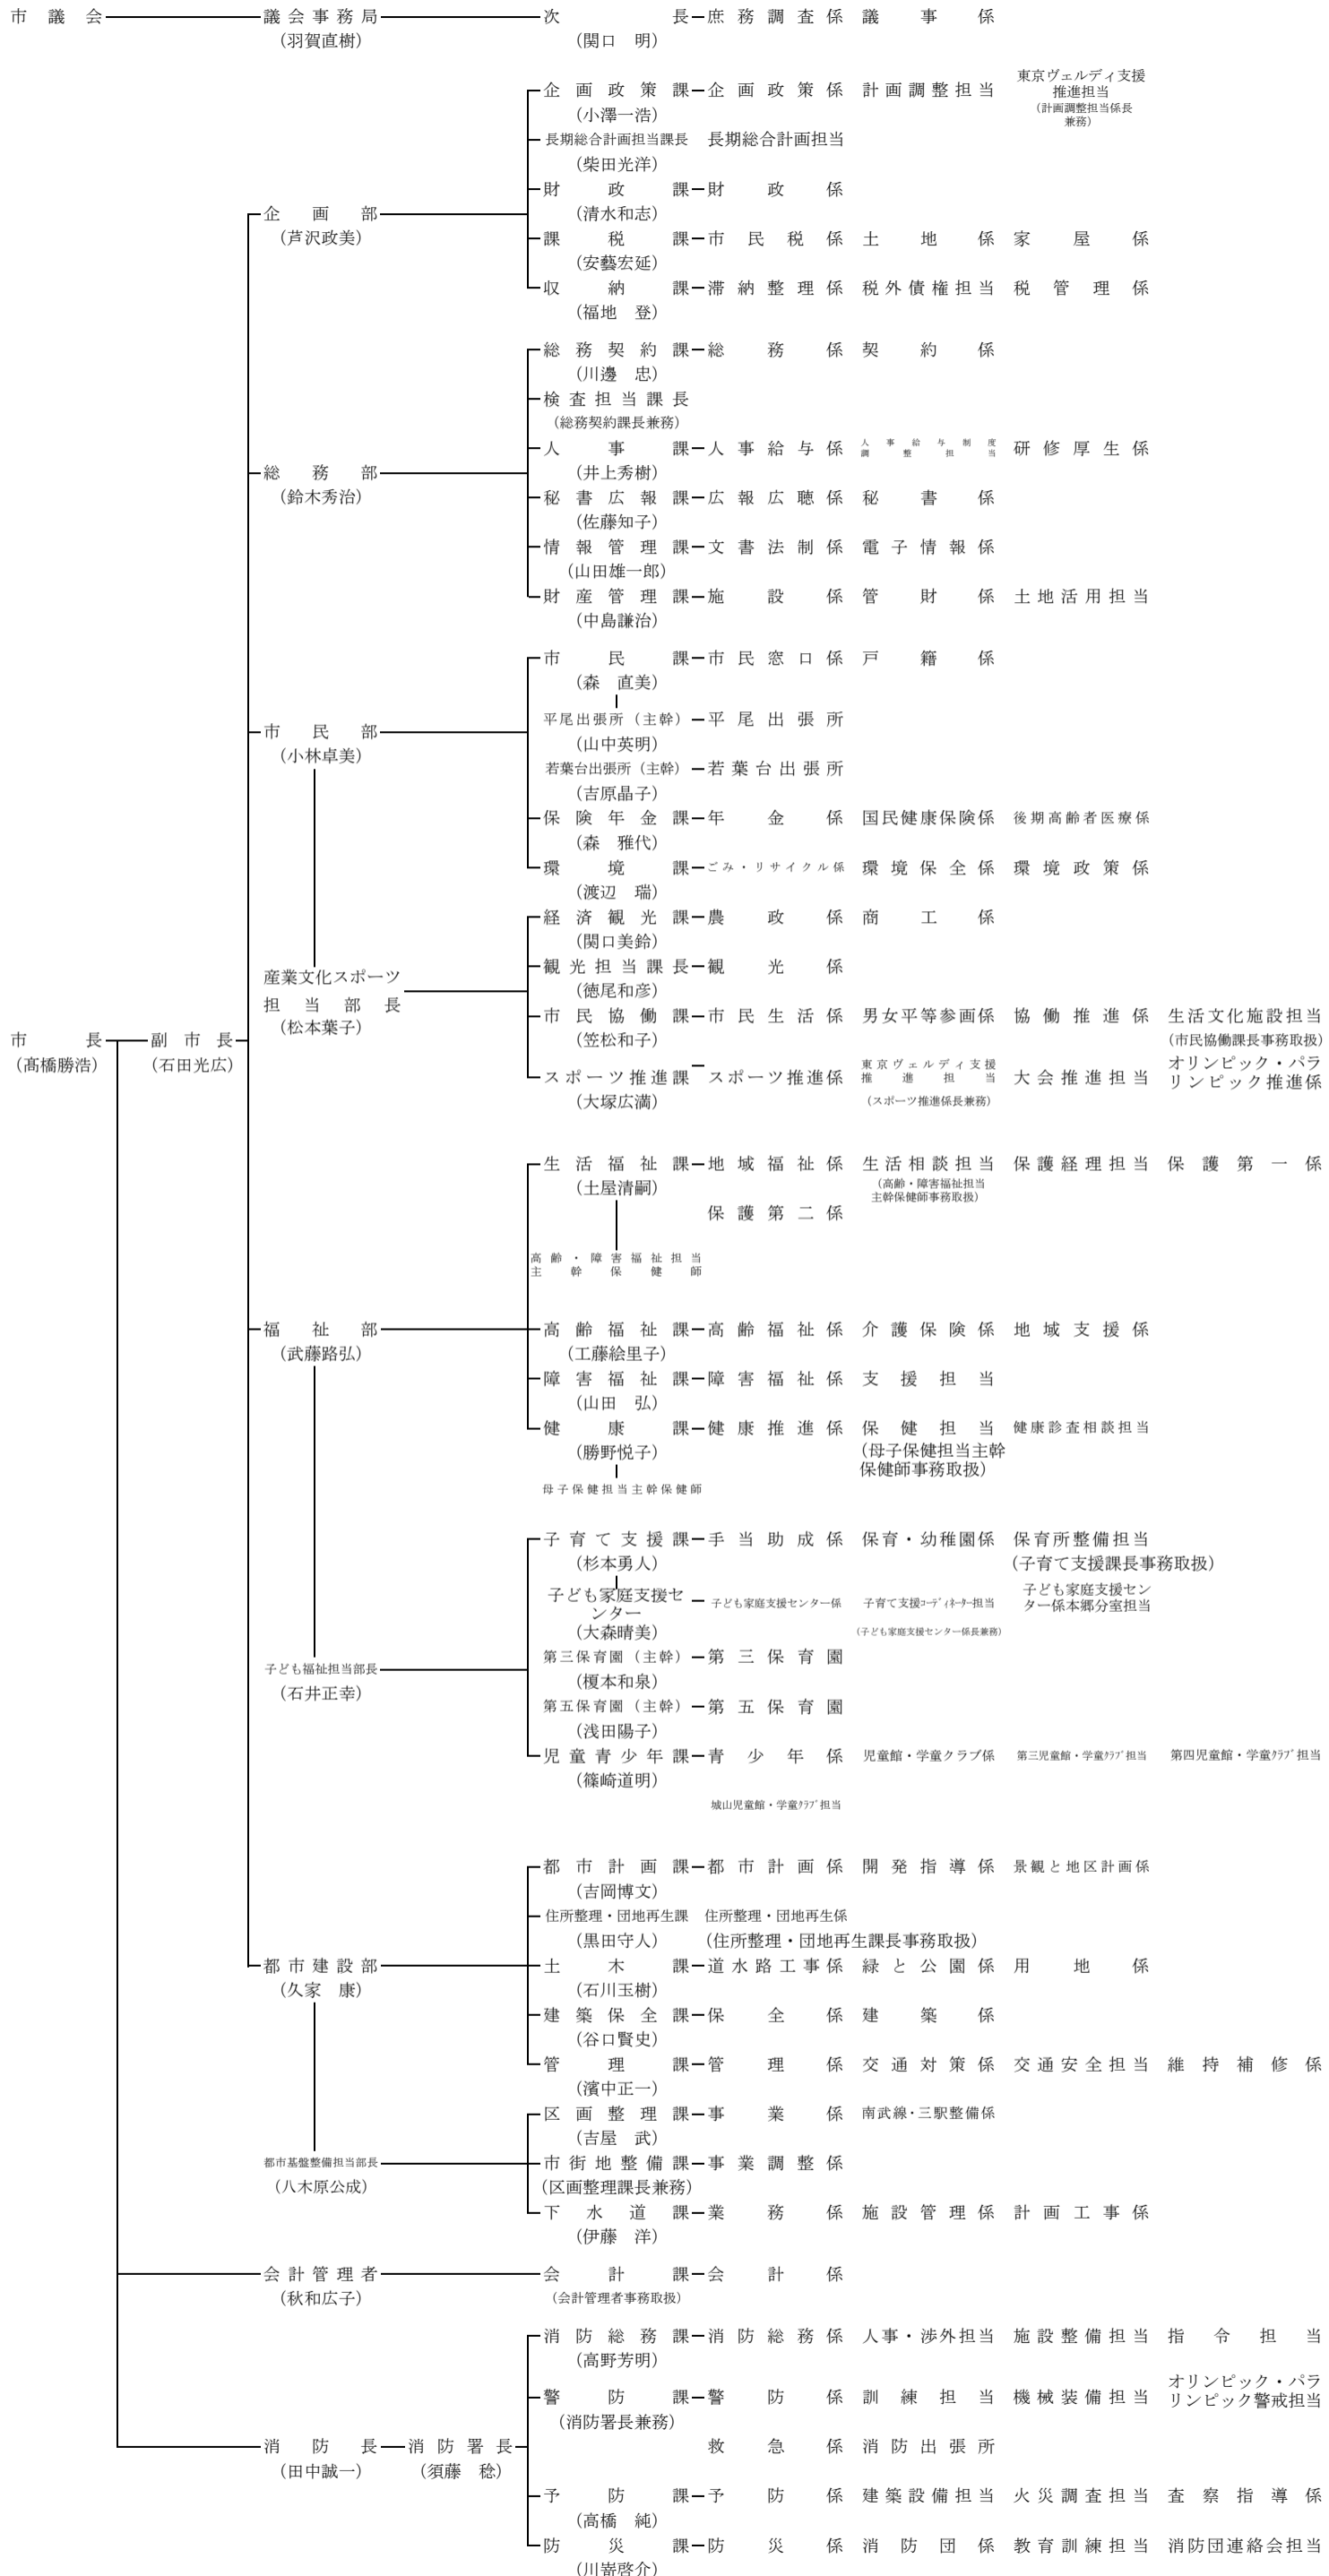 市議会 議会事務局 次長 庶務調査係 議事係
(羽賀直樹) (関口 明)
東京ヴェルディ支援
企画政策課 企画政策係 計画調整担当 推進担当
(小澤一浩) (計画調整担当係長
兼務)
長期総合計画担当課長 長期総合計画担当
(柴田光洋)
財政課 財政係
企画部 (清水和志)
(芦沢政美) 課税課 市民税係 土地係 家屋係
(安藝宏延)
収納課 滞納整理係 税外債権担当 税管理係
(福地 登)
総務契約課 総務係 契約係
(川邊 忠)
検査担当課長
(総務契約課長兼務)
人事課 人事給与係 人事給与制度 研修厚生係
調整担当
総務部 (井上秀樹)
(鈴木秀治) 秘書広報課 広報広聴係 秘書係
(佐藤知子)
情報管理課 文書法制係 電子情報係
(山田雄一郎)
財産管理課 施設係 管財係 土地活用担当
(中島謙治)
市民課 市民窓口係 戸籍係
(森 直美)
平尾出張所(主幹) 平尾出張所
市民部 (山中英明)
(小林卓美) 若葉台出張所(主幹) 若葉台出張所
(吉原晶子)
保険年金課 年金係 国民健康保険係 後期高齢者医療係
(森 雅代)
環境課 ごみ・リサイクル係 環境保全係 環境政策係
(渡辺 瑞)
経済観光課 農政係 商工係
(関口美鈴)
観光担当課長 観光係
産業文化スポーツ (徳尾和彦)
担当部長
(松本葉子) 市民協働課 市民生活係 男女平等参画係 協働推進係 生活文化施設担当
市長 副市長 (笠松和子) (市民協働課長事務取扱)
(髙橋勝浩) (石田光広) 東京ヴェルディ支援 オリンピック・パラ
スポーツ推進課 スポーツ推進係 推進担当 大会推進担当 リンピック推進係
(大塚広満) (スポーツ推進係長兼務)
生活福祉課 地域福祉係 生活相談担当 保護経理担当 保護第一係
(土屋清嗣) (高齢・障害福祉担当
主幹保健師事務取扱)
保護第二係
高齢・障害福祉担当
主幹保健師
福祉部 高齢福祉課 高齢福祉係 介護保険係 地域支援係
(武藤路弘) (工藤絵里子)
障害福祉課 障害福祉係 支援担当
(山田 弘)
健康課 健康推進係 保健担当 健康診査相談担当
(勝野悦子) (母子保健担当主幹
保健師事務取扱)
母子保健担当主幹保健師
子育て支援課 手当助成係 保育・幼稚園係 保育所整備担当
(杉本勇人) (子育て支援課長事務取扱)
子ども家庭支援セ 子ども家庭支援センター係 子育て支援ｺｰﾃﾞｨﾈｰﾀｰ担当 子ども家庭支援セン
ンター ター係本郷分室担当
(大森晴美) (子ども家庭支援センター係長兼務)
第三保育園(主幹) 第三保育園
子ども福祉担当部長 (榎本和泉)
(石井正幸) 第五保育園(主幹) 第五保育園
(浅田陽子)
児童青少年課 青少年係 児童館・学童クラブ係 第三児童館・学童ｸﾗﾌﾞ担当 第四児童館・学童ｸﾗﾌﾞ担当
(篠崎道明)
城山児童館・学童ｸﾗﾌﾞ担当
都市計画課 都市計画係 開発指導係 景観と地区計画係
(吉岡博文)
住所整理・団地再生課 住所整理・団地再生係
(黒田守人) (住所整理・団地再生課長事務取扱)
都市建設部 土木課 道水路工事係 緑と公園係 用地係
(久家 康) (石川玉樹)
建築保全課 保全係 建築係
(谷口賢史)
管理課 管理係 交通対策係 交通安全担当 維持補修係
(濱中正一)
区画整理課 事業係 南武線・三駅整備係
(吉屋 武)
都市基盤整備担当部長 市街地整備課 事業調整係
(八木原公成) (区画整理課長兼務)
下水道課 業務係 施設管理係 計画工事係
(伊藤 洋)
会計管理者 会計課 会計係
(秋和広子) (会計管理者事務取扱)
消防総務課 消防総務係 人事・渉外担当 施設整備担当 指令担当
(高野芳明)
オリンピック・パラ
警防課 警防係 訓練担当 機械装備担当 リンピック警戒担当
(消防署長兼務)
消防長 消防署長 救急係 消防出張所
(田中誠一) (須藤 稔)
予防課 予防係 建築設備担当 火災調査担当 査察指導係
(高橋 純)
防災課 防災係 消防団係 教育訓練担当 消防団連絡会担当
(川嵜啓介)